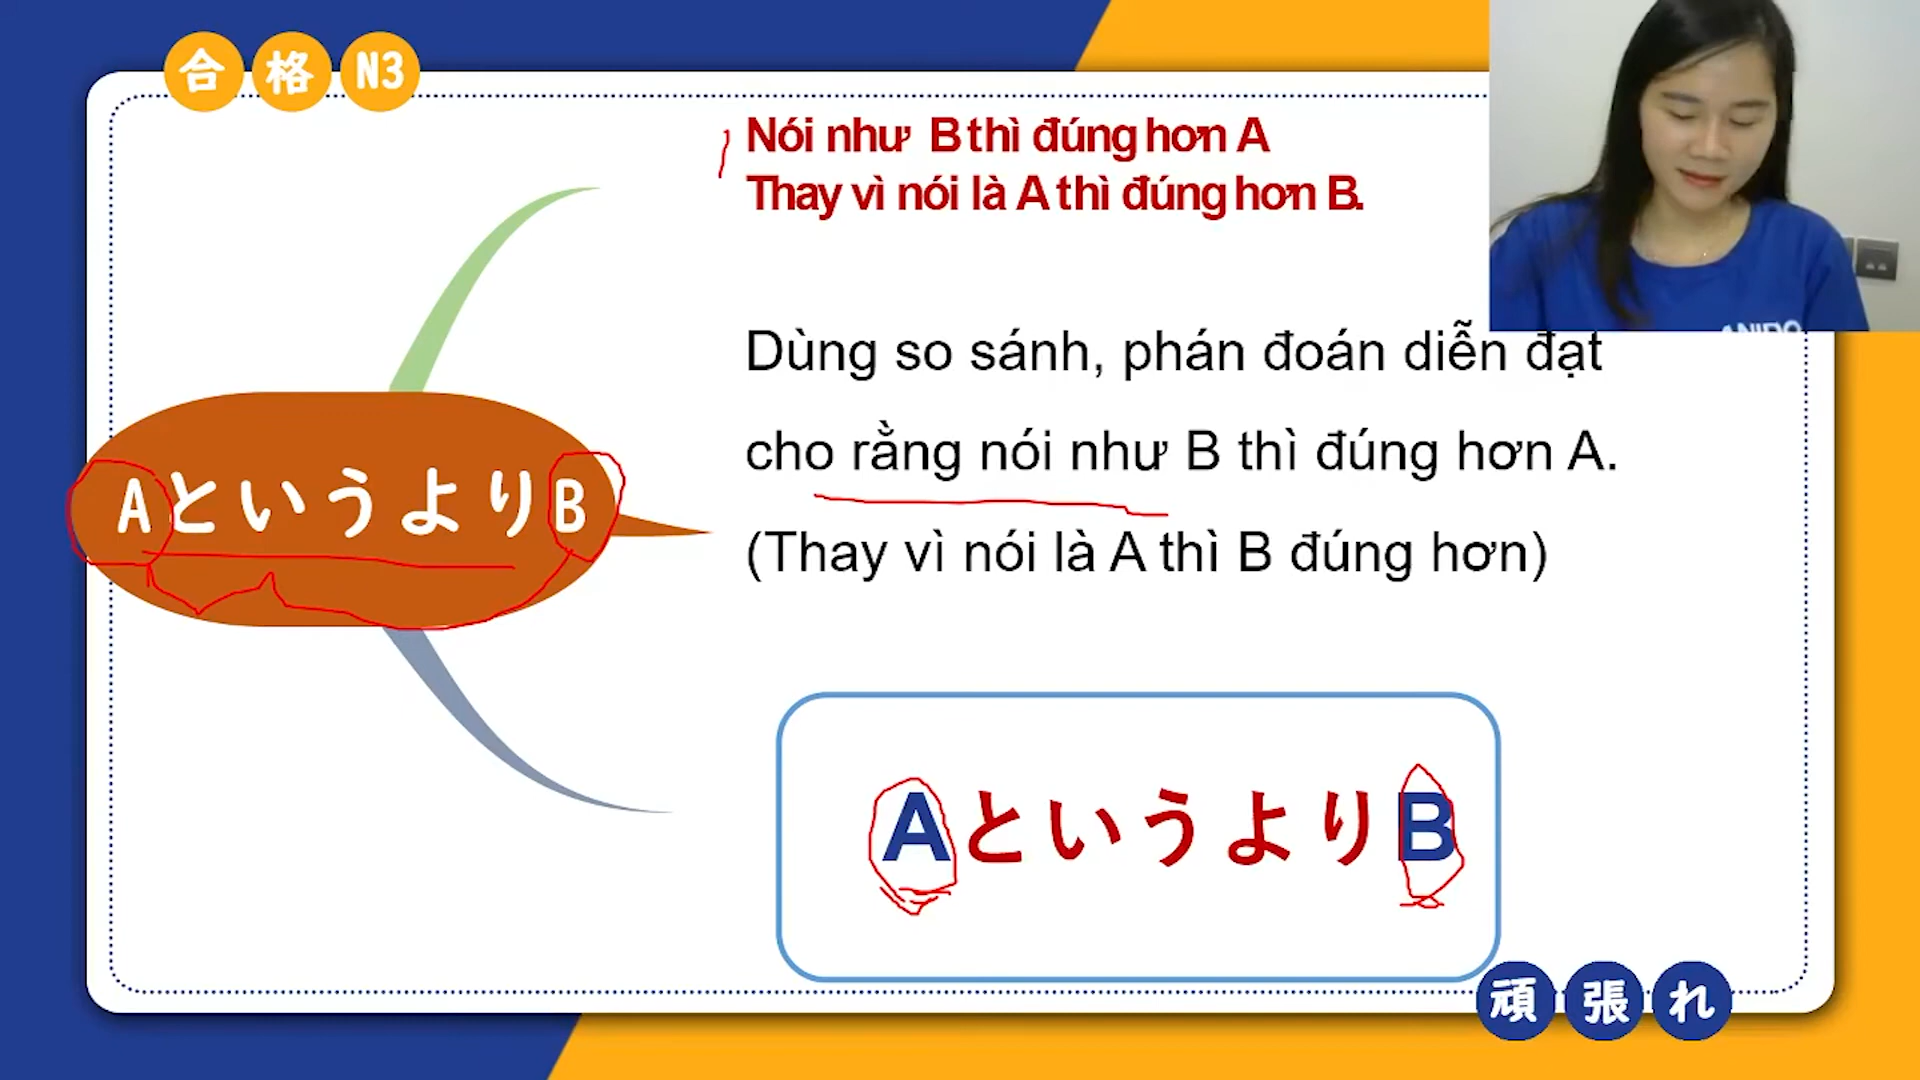 合格N3
Nói như B thì đúng hơn A
Thay vì nói là A thì đúng hơn B.
Dùng so sánh, phán đoán diễn đạt
cho rằng nói như B thì đúng hơn A.
(Thay vì nói là A thì B đúng hơn)
AというよりB
AというよりB
頑張れ